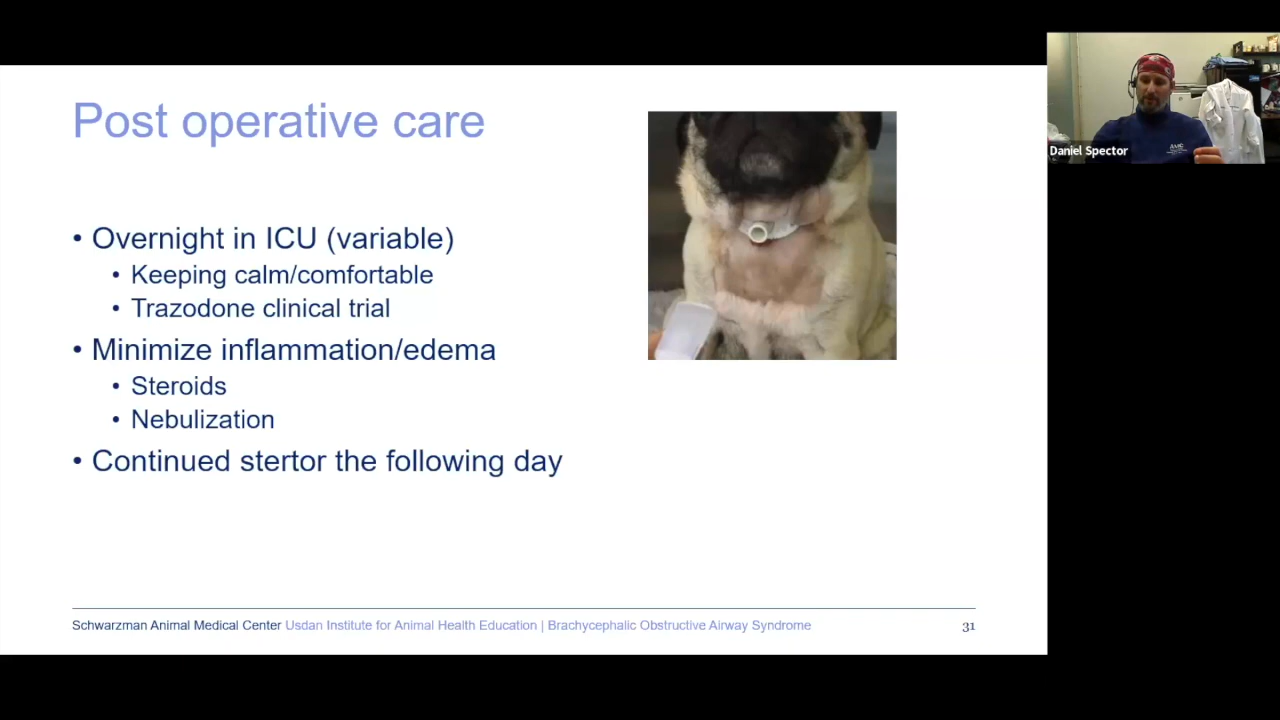 Post operative care
• Overnight in ICU (variable)
• Keeping calm/comfortable
• Trazodone clinical trial
• Minimize inflammation/edema
• Steroids
• Nebulization
• Continued stertor the following day
Schwarzman Animal Medical Center Usdan Institute for Animal Health Education | Brachycephalic Obstructive Airway Syndrome
31
Daniel Spector
AMC